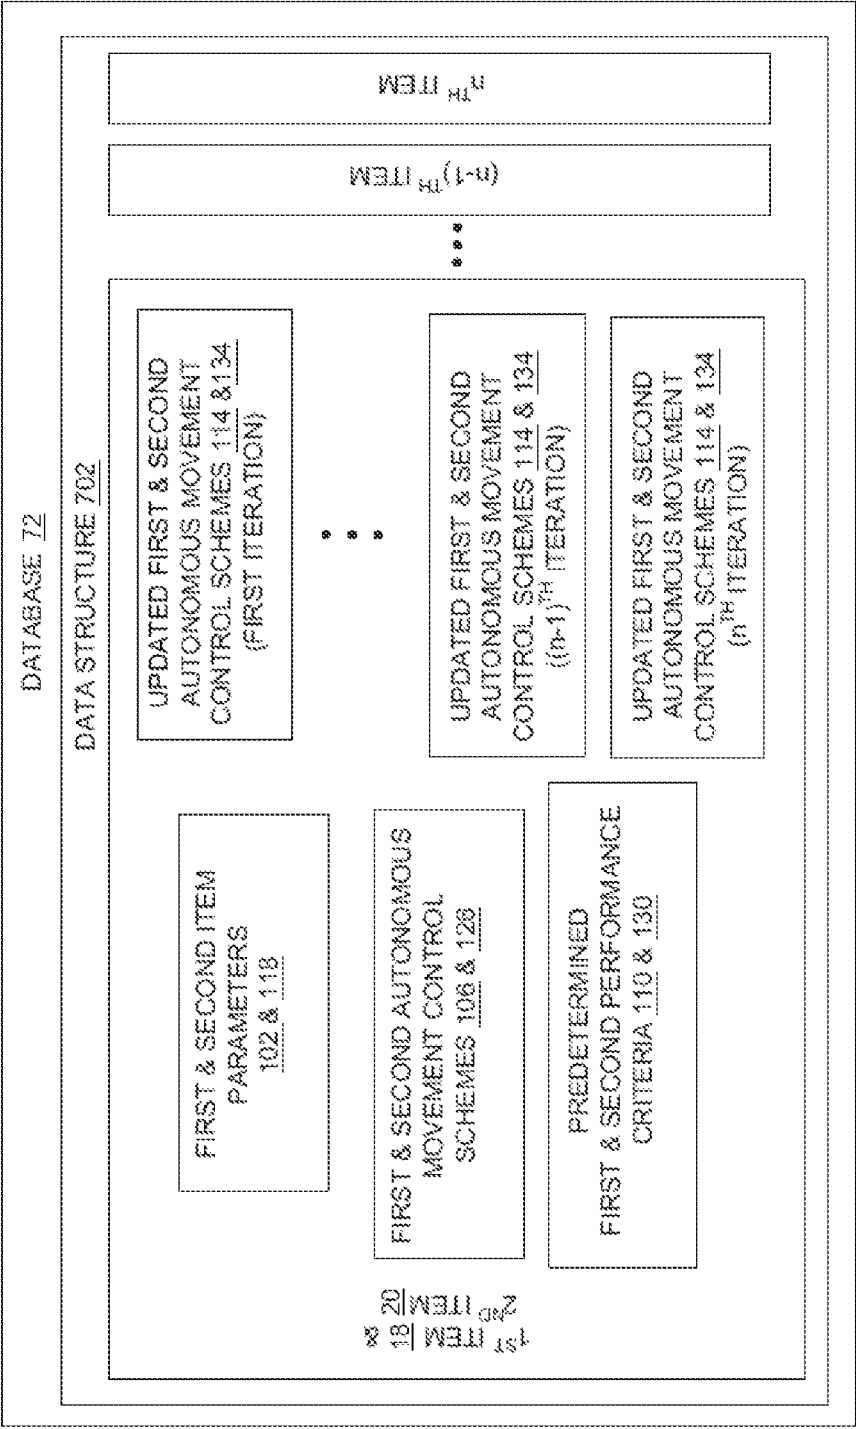 DATABASE 72
DATA STRUCTURE 702
1ST ITEM 18 &
2ND ITEM 20
FIRST & SECOND ITEM
PARAMETERS
102 & 118
FIRST & SECOND AUTONOMOUS
MOVEMENT CONTROL
SCHEMES 106 & 126
PREDETERMINED
FIRST & SECOND PERFORMANCE
CRITERIA 110 & 130
UPDATED FIRST & SECOND
AUTONOMOUS MOVEMENT
CONTROL SCHEMES 114 &134
(FIRST ITERATION)
UPDATED FIRST & SECOND
AUTONOMOUS MOVEMENT
CONTROL SCHEMES 114 & 134
((n-1)TH ITERATION)
UPDATED FIRST & SECOND
AUTONOMOUS MOVEMENT
CONTROL SCHEMES 114 & 134
(nTH ITERATION)
(n-1)TH ITEM
nTH ITEM